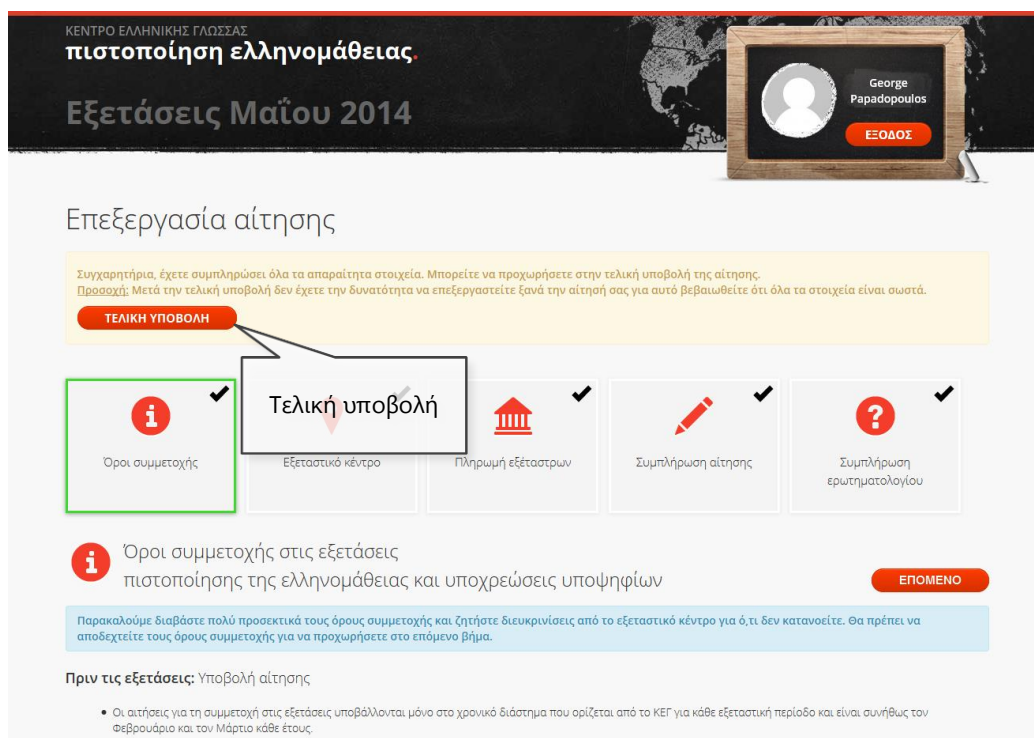 ΚΕΝΤΡΟ ΕΛΛΗΝΙΚΗΣ ΓΛΩΣΣΑΣ
πιστοποίηση ελληνομάθειας.
Εξετάσεις Μαΐου 2014
George
Papadopoulos
ΕΞΟΔΟΣ
Επεξεργασία αίτησης
Συγχαρητήρια, έχετε συμπληρώσει όλα τα απαραίτητα στοιχεία. Μπορείτε να προχωρήσετε στην τελική υποβολή της αίτησης.
Προσοχή: Μετά την τελική υποβολή δεν έχετε την δυνατότητα να επεξεργαστείτε ξανά την αίτησή σας για αυτό βεβαιωθείτε ότι όλα τα στοιχεία είναι σωστά.
ΤΕΛΙΚΗ ΥΠΟΒΟΛΗ
Τελική υποβολή
Όροι συμμετοχής
Εξεταστικό κέντρο
Πληρωμή εξέταστρων
Συμπλήρωση αίτησης
Συμπλήρωση
ερωτηματολογίου
Όροι συμμετοχής στις εξετάσεις
πιστοποίησης της ελληνομάθειας και υποχρεώσεις υποψηφίων
ΕΠΟΜΕΝΟ
Παρακαλούμε διαβάστε πολύ προσεκτικά τους όρους συμμετοχής και ζητήστε διευκρινίσεις από το εξεταστικό κέντρο για ό,τι δεν κατανοείτε. Θα πρέπει να
αποδεχτείτε τους όρους συμμετοχής για να προχωρήσετε στο επόμενο βήμα.
Πριν τις εξετάσεις: Υποβολή αίτησης
• Οι αιτήσεις για τη συμμετοχή στις εξετάσεις υποβάλλονται μόνο στο χρονικό διάστημα που ορίζεται από το ΚΕΓ για κάθε εξεταστική περίοδο και είναι συνήθως τον
Φεβρουάριο και τον Μάρτιο κάθε έτους.